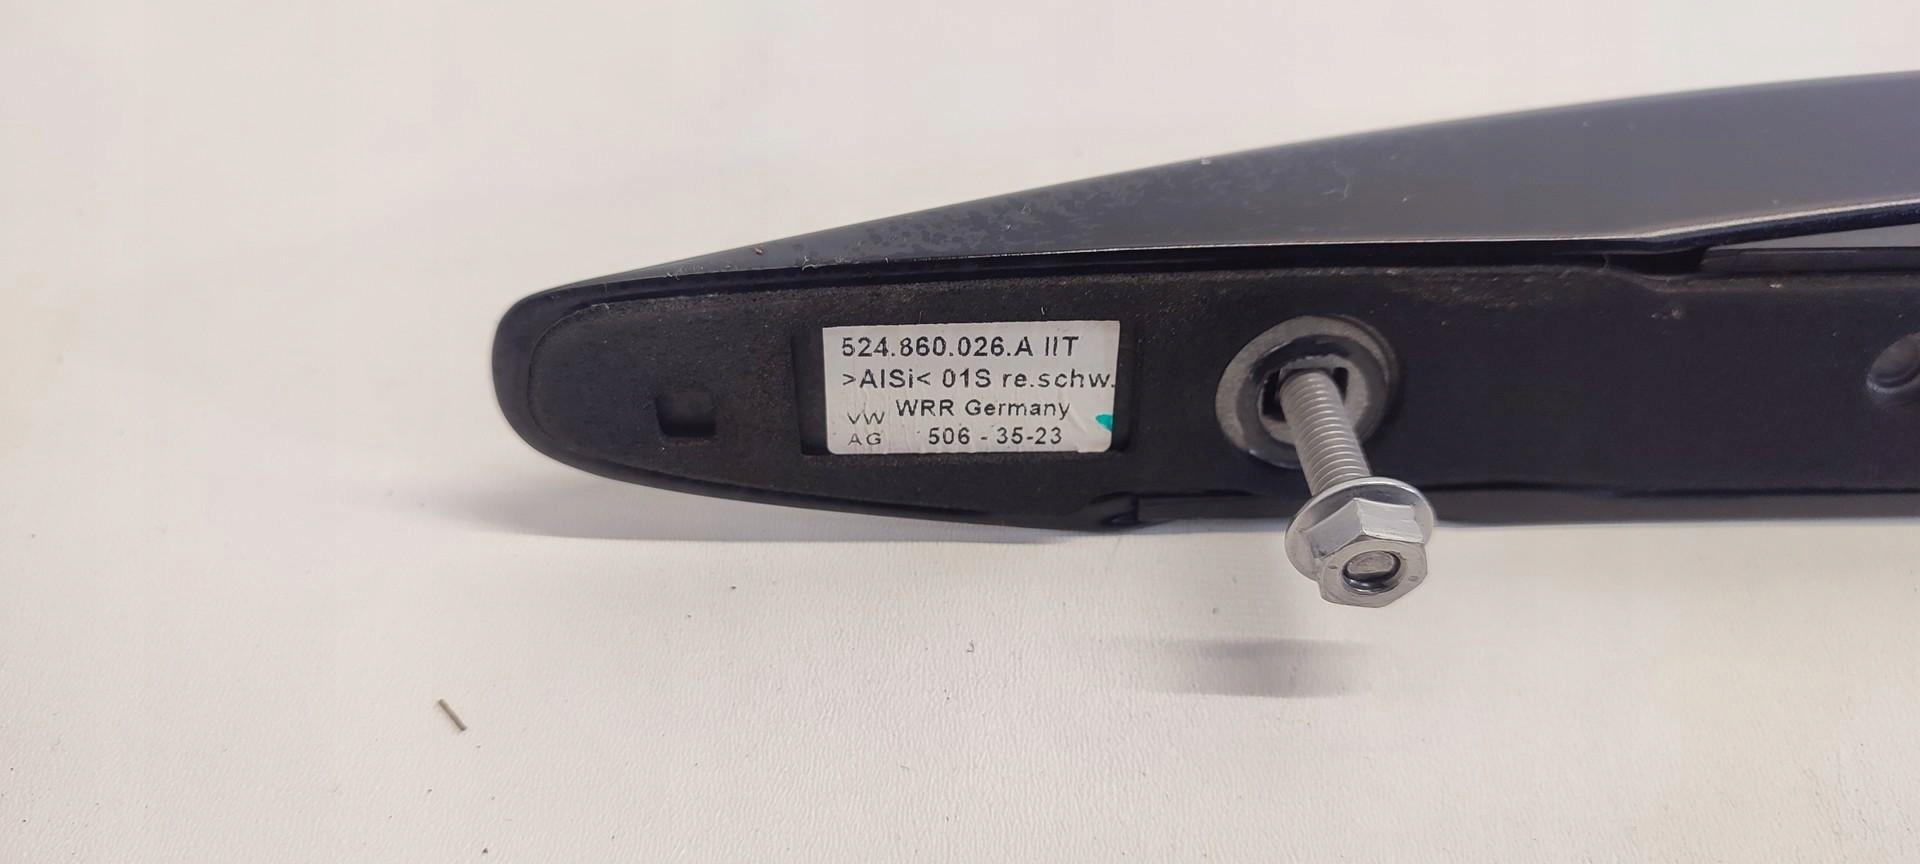 524.860.026.A IIT
>AlSi< 01S re.schw.
VW WRR Germany
AG 506 - 35-23